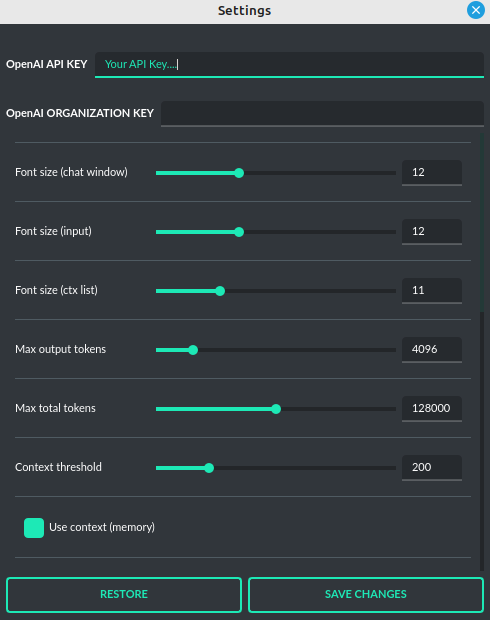 Settings
OpenAI API KEY Your API Key....
OpenAI ORGANIZATION KEY
Font size (chat window) 12
Font size (input) 12
Font size (ctx list) 11
Max output tokens 4096
Max total tokens 128000
Context threshold 200
Use context (memory)
RESTORE SAVE CHANGES